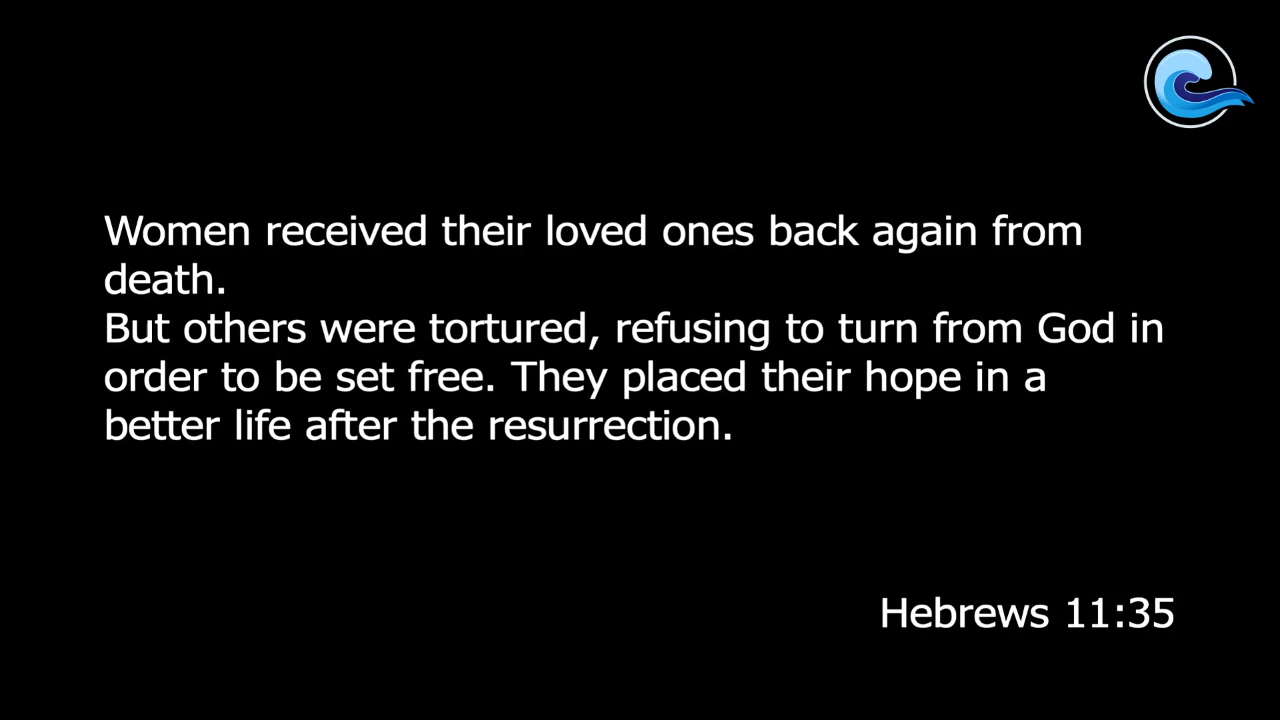 Women received their loved ones back again from
death.
But others were tortured, refusing to turn from God in
order to be set free. They placed their hope in a
better life after the resurrection.
Hebrews 11:35